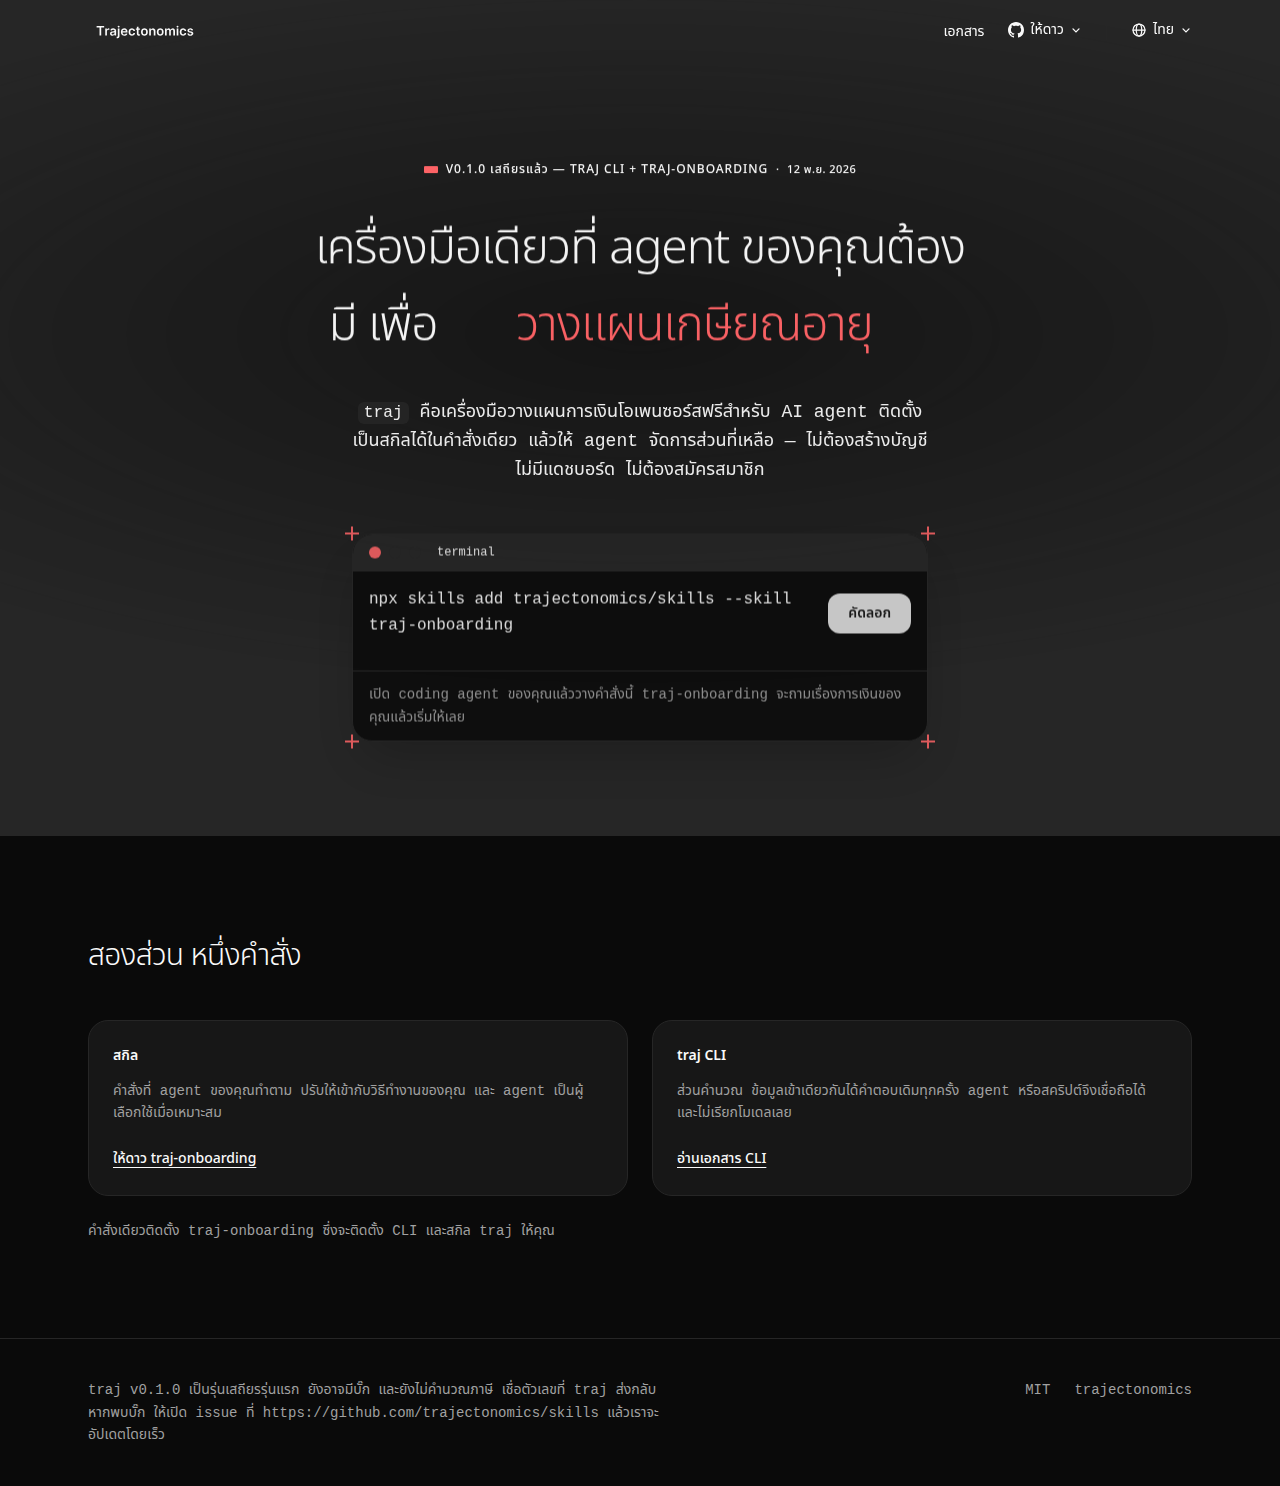 Trajectonomics
เอกสาร
ให้ดาว
ไทย
V0.1.0 เสถียรแล้ว — TRAJ CLI + TRAJ-ONBOARDING · 12 พ.ย. 2026
เครื่องมือเดียวที่ agent ของคุณต้อง
มี เพื่อ วางแผนเกษียณอายุ
traj คือเครื่องมือวางแผนการเงินโอเพนซอร์สฟรีสำหรับ AI agent ติดตั้ง
เป็นสกิลได้ในคำสั่งเดียว แล้วให้ agent จัดการส่วนที่เหลือ — ไม่ต้องสร้างบัญชี
ไม่มีแดชบอร์ด ไม่ต้องสมัครสมาชิก
terminal
npx skills add trajectonomics/skills --skill
traj-onboarding
คัดลอก
เปิด coding agent ของคุณแล้ววางคำสั่งนี้ traj-onboarding จะถามเรื่องการเงินของ
คุณแล้วเริ่มให้เลย
สองส่วน หนึ่งคำสั่ง
สกิล
คำสั่งที่ agent ของคุณทำตาม ปรับให้เข้ากับวิธีทำงานของคุณ และ agent เป็นผู้
เลือกใช้เมื่อเหมาะสม
ให้ดาว traj-onboarding
traj CLI
ส่วนคำนวณ ข้อมูลเข้าเดียวกันได้คำตอบเดิมทุกครั้ง agent หรือสคริปต์จึงเชื่อถือได้
และไม่เรียกโมเดลเลย
อ่านเอกสาร CLI
คำสั่งเดียวติดตั้ง traj-onboarding ซึ่งจะติดตั้ง CLI และสกิล traj ให้คุณ
traj v0.1.0 เป็นรุ่นเสถียรรุ่นแรก ยังอาจมีบั๊ก และยังไม่คำนวณภาษี เชื่อตัวเลขที่ traj ส่งกลับ
หากพบบั๊ก ให้เปิด issue ที่ https://github.com/trajectonomics/skills แล้วเราจะ
อัปเดตโดยเร็ว
MIT trajectonomics